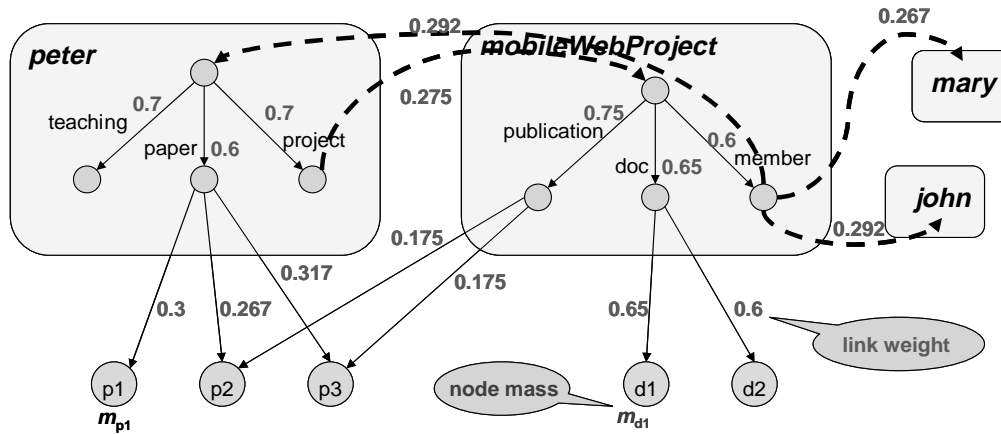 0.292
0.267
peter
mobileWebProject
mary
0.7
0.7
0.275
0.75
teaching
publication
paper
0.6
project
0.6
member
doc
0.65
john
0.175
0.292
0.317
0.175
0.3
0.267
0.65
0.6
link weight
p1
p2
p3
node mass
d1
d2
mp1
md1